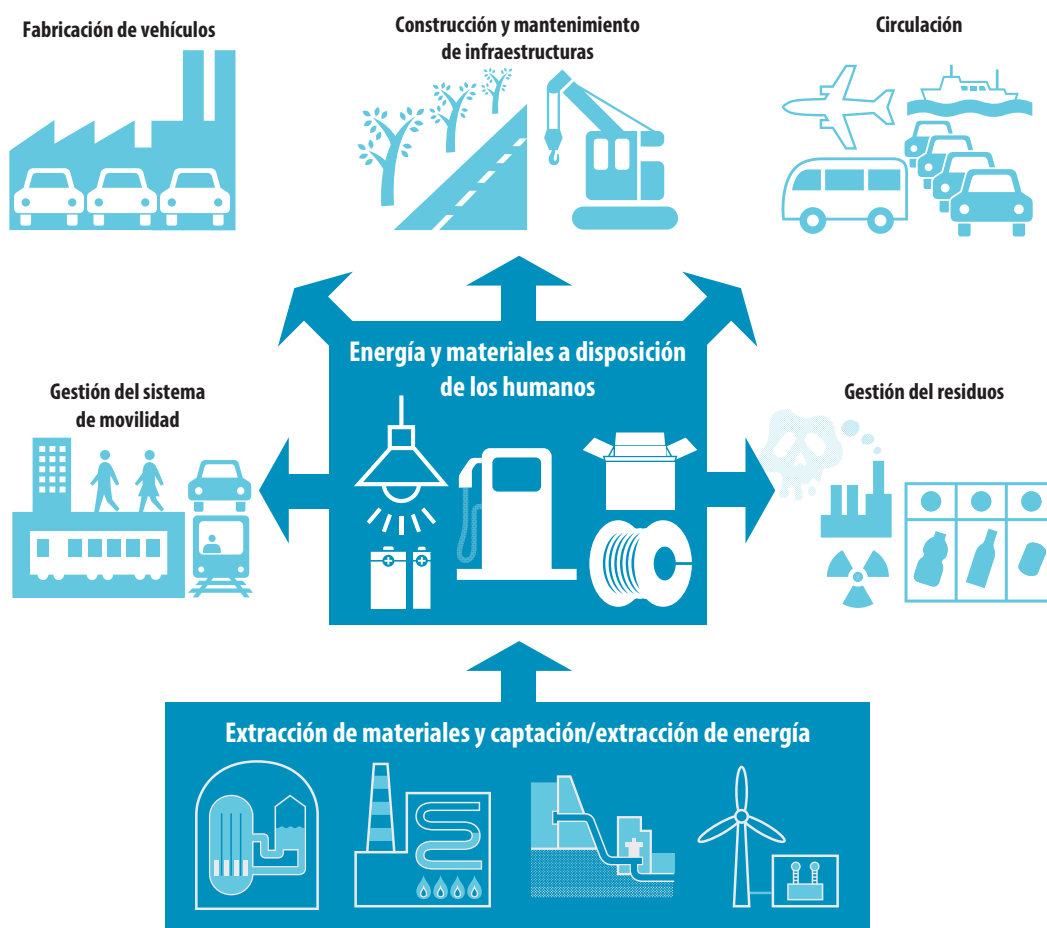 Fabricación de vehículos
Construcción y mantenimiento
de infraestructuras
Circulación
Energía y materiales a disposición
de los humanos
Gestión del sistema
de movilidad
Gestión del residuos
Extracción de materiales y captación/extracción de energía